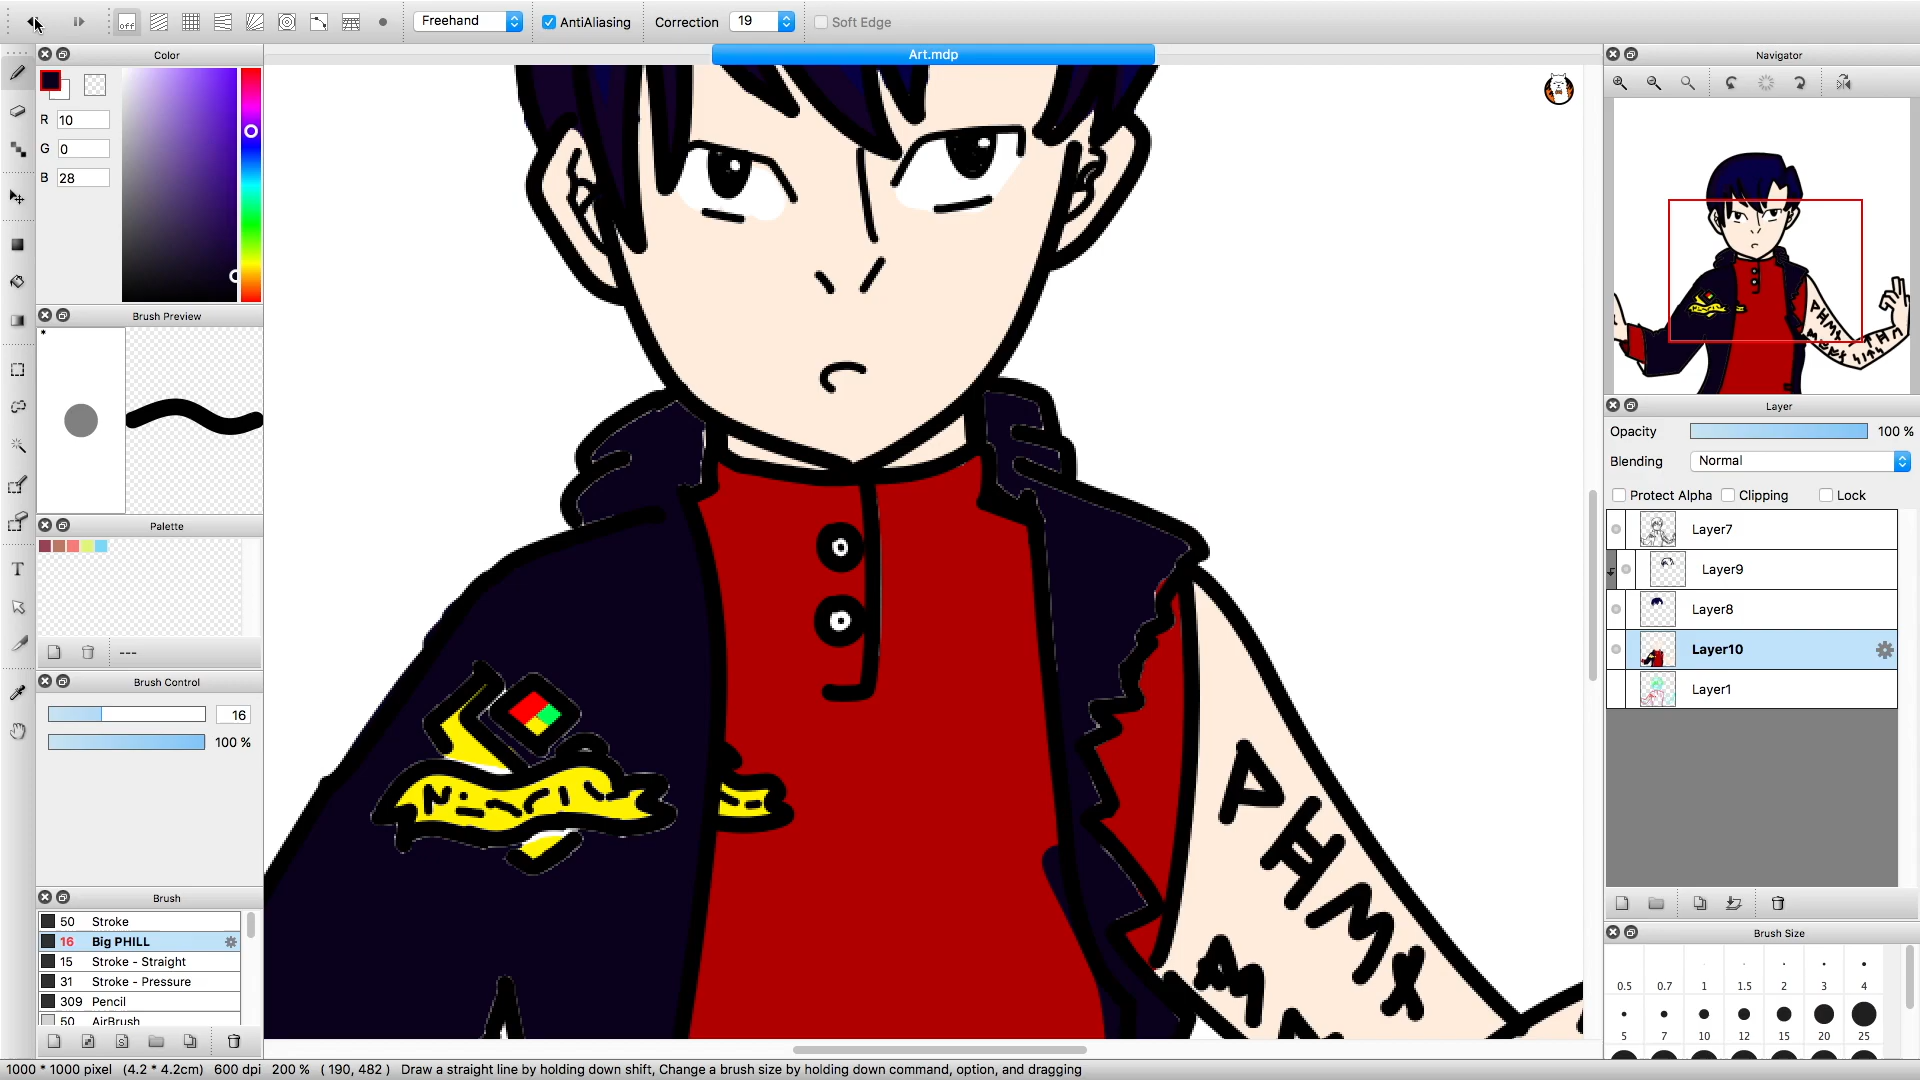 off
Freehand
AntiAliasing
Correction
19
Soft Edge
Color
R 10
G 0
B 28
Brush Preview
*
Palette
---
Brush Control
16
100 %
Brush
50 Stroke
16 Big PHILL
15 Stroke - Straight
31 Stroke - Pressure
309 Pencil
50 AirBrush
Art.mdp
Navigator
Layer
Opacity 100 %
Blending Normal
Protect Alpha Clipping Lock
Layer7
Layer9
Layer8
Layer10
Layer1
Brush Size
0.5 0.7 1 1.5 2 3 4
5 7 10 12 15 20 25
T
1000 * 1000 pixel (4.2 * 4.2cm) 600 dpi 200 % ( 190, 482 ) Draw a straight line by holding down shift, Change a brush size by holding down command, option, and dragging